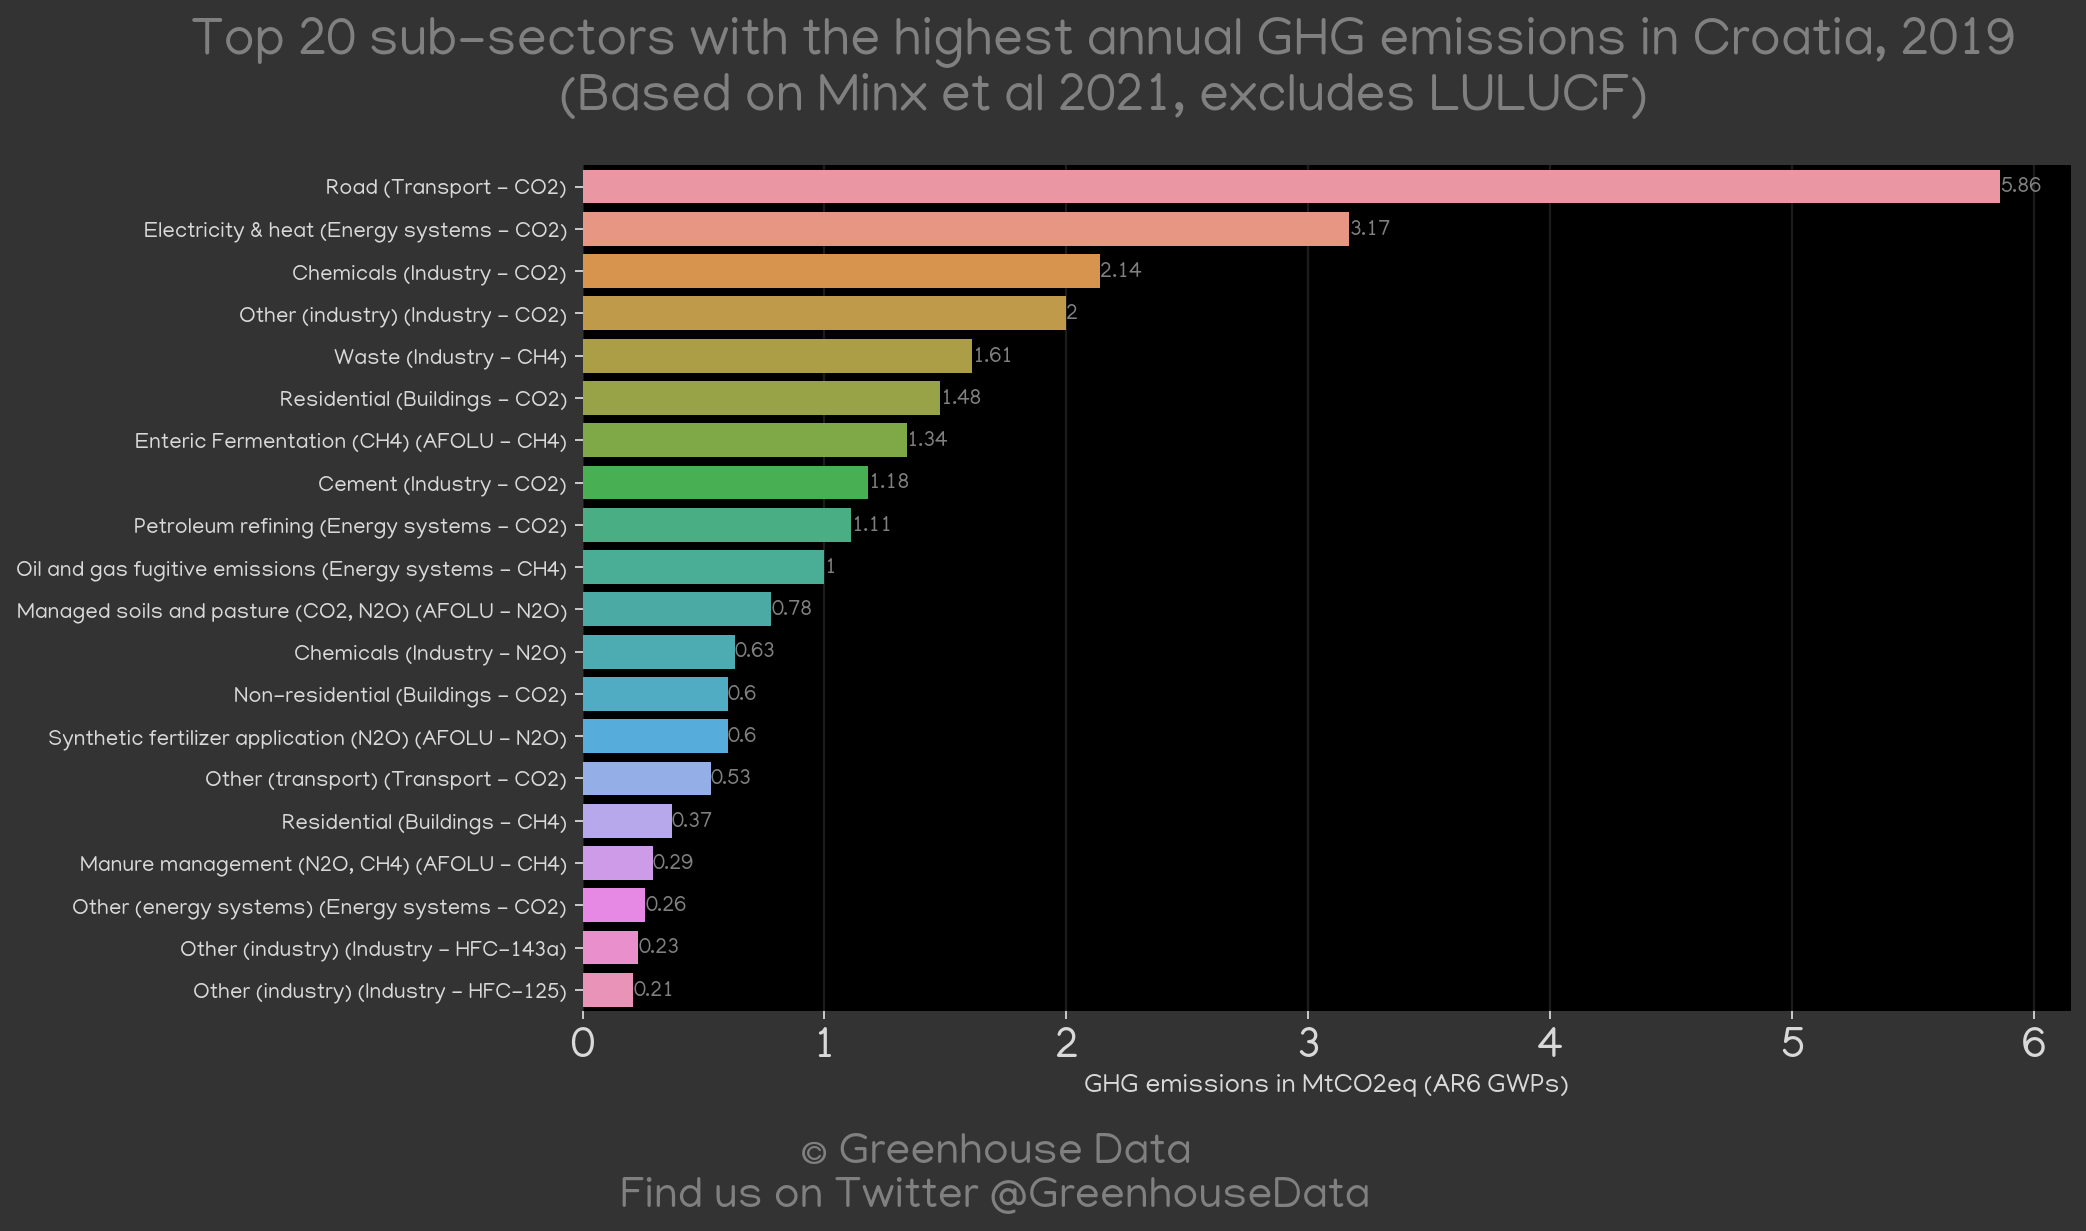 Top 20 sub-sectors with the highest annual GHG emissions in Croatia, 2019
(Based on Minx et al 2021, excludes LULUCF)
Road (Transport - CO2) 5.86
Electricity & heat (Energy systems - CO2) 3.17
Chemicals (Industry - CO2) 2.14
Other (industry) (Industry - CO2) 2
Waste (Industry - CH4) 1.61
Residential (Buildings - CO2) 1.48
Enteric Fermentation (CH4) (AFOLU - CH4) 1.34
Cement (Industry - CO2) 1.18
Petroleum refining (Energy systems - CO2) 1.11
Oil and gas fugitive emissions (Energy systems - CH4) 1
Managed soils and pasture (CO2, N2O) (AFOLU - N2O) 0.78
Chemicals (Industry - N2O) 0.63
Non-residential (Buildings - CO2) 0.6
Synthetic fertilizer application (N2O) (AFOLU - N2O) 0.6
Other (transport) (Transport - CO2) 0.53
Residential (Buildings - CH4) 0.37
Manure management (N2O, CH4) (AFOLU - CH4) 0.29
Other (energy systems) (Energy systems - CO2) 0.26
Other (industry) (Industry - HFC-143a) 0.23
Other (industry) (Industry - HFC-125) 0.21
0 1 2 3 4 5 6
GHG emissions in MtCO2eq (AR6 GWPs)
© Greenhouse Data
Find us on Twitter @GreenhouseData